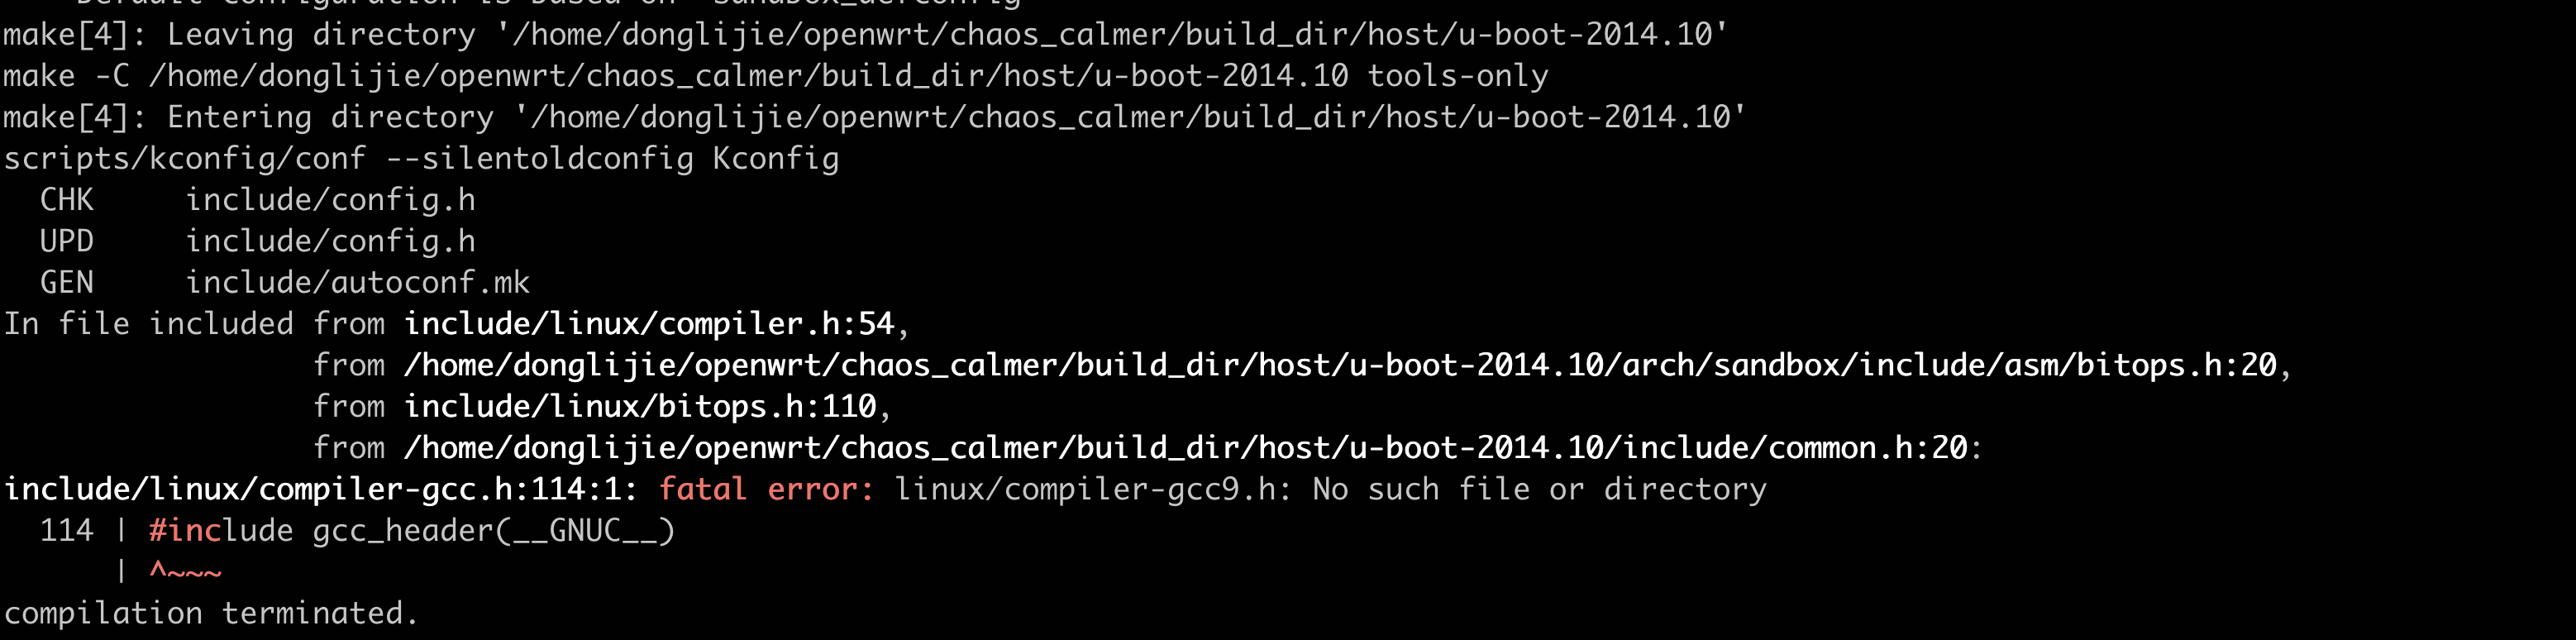 Default configuration is based on 'sandbox_defconfig'
make[4]: Leaving directory '/home/donglijie/openwrt/chaos_calmer/build_dir/host/u-boot-2014.10'
make -C /home/donglijie/openwrt/chaos_calmer/build_dir/host/u-boot-2014.10 tools-only
make[4]: Entering directory '/home/donglijie/openwrt/chaos_calmer/build_dir/host/u-boot-2014.10'
scripts/kconfig/conf --silentoldconfig Kconfig
  CHK     include/config.h
  UPD     include/config.h
  GEN     include/autoconf.mk
In file included from include/linux/compiler.h:54,
                 from /home/donglijie/openwrt/chaos_calmer/build_dir/host/u-boot-2014.10/arch/sandbox/include/asm/bitops.h:20,
                 from include/linux/bitops.h:110,
                 from /home/donglijie/openwrt/chaos_calmer/build_dir/host/u-boot-2014.10/include/common.h:20:
include/linux/compiler-gcc.h:114:1: fatal error: linux/compiler-gcc9.h: No such file or directory
  114 | #include gcc_header(__GNUC__)
      | ^~~~
compilation terminated.